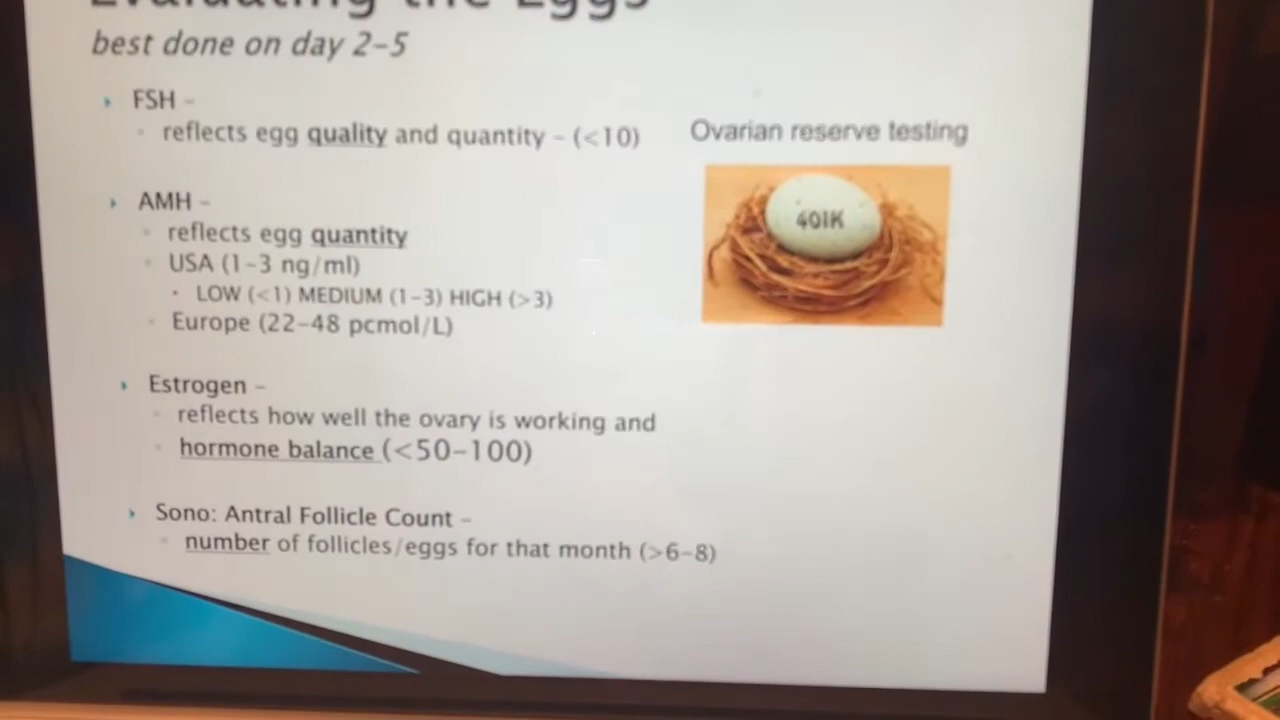 Evaluating the Eggs
best done on day 2-5
FSH -
reflects egg quality and quantity - (<10)
Ovarian reserve testing
401K
AMH -
reflects egg quantity
USA (1-3 ng/ml)
LOW (<1) MEDIUM (1-3) HIGH (>3)
Europe (22-48 pcmol/L)
Estrogen -
reflects how well the ovary is working and
hormone balance (<50-100)
Sono: Antral Follicle Count -
number of follicles/eggs for that month (>6-8)